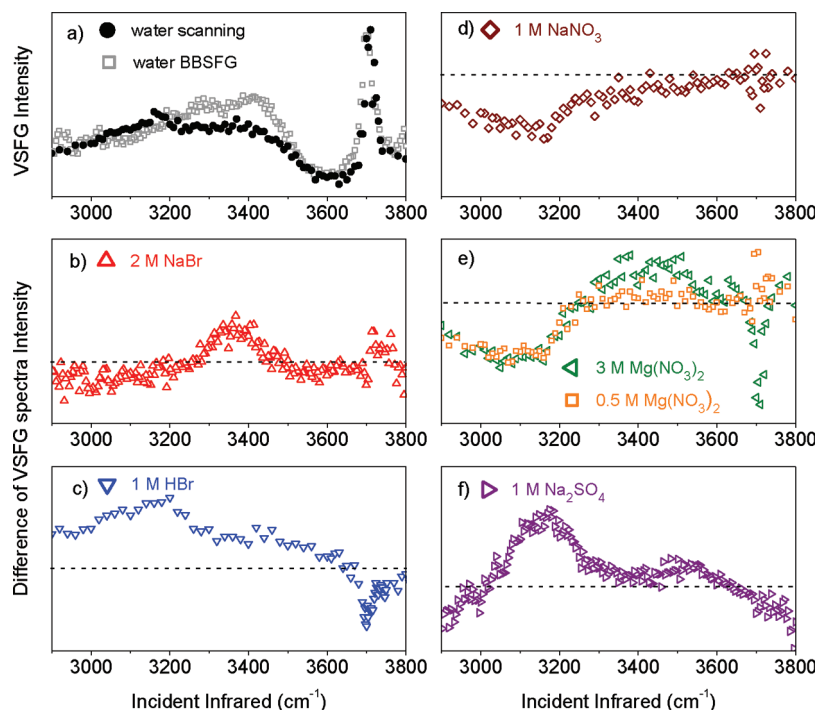 a) ● water scanning
□ water BBSFG
VSFG Intensity
3000 3200 3400 3600 3800
d) ◇ 1 M NaNO₃
3000 3200 3400 3600 3800
b) △ 2 M NaBr
3000 3200 3400 3600 3800
e)
◁ 3 M Mg(NO₃)₂
□ 0.5 M Mg(NO₃)₂
3000 3200 3400 3600 3800
Difference of VSFG spectra Intensity
c) ▽ 1 M HBr
3000 3200 3400 3600 3800
Incident Infrared (cm⁻¹)
f) ▷ 1 M Na₂SO₄
3000 3200 3400 3600 3800
Incident Infrared (cm⁻¹)